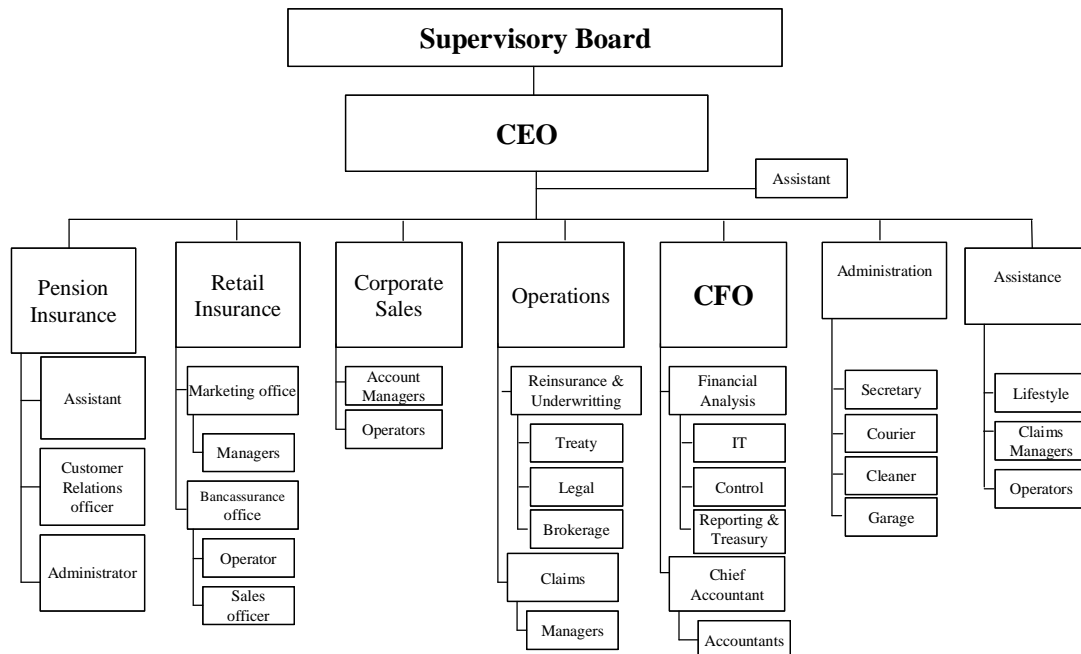 Supervisory Board
CEO
Assistant
Pension
Insurance
Retail
Insurance
Corporate
Sales
Operations
CFO
Administration
Assistance
Assistant
Customer
Relations
officer
Administrator
Marketing office
Managers
Bancassurance
office
Operator
Sales
officer
Account
Managers
Operators
Reinsurance &
Underwritting
Treaty
Legal
Brokerage
Claims
Managers
Financial
Analysis
IT
Control
Reporting &
Treasury
Chief
Accountant
Accountants
Secretary
Courier
Cleaner
Garage
Lifestyle
Claims
Managers
Operators